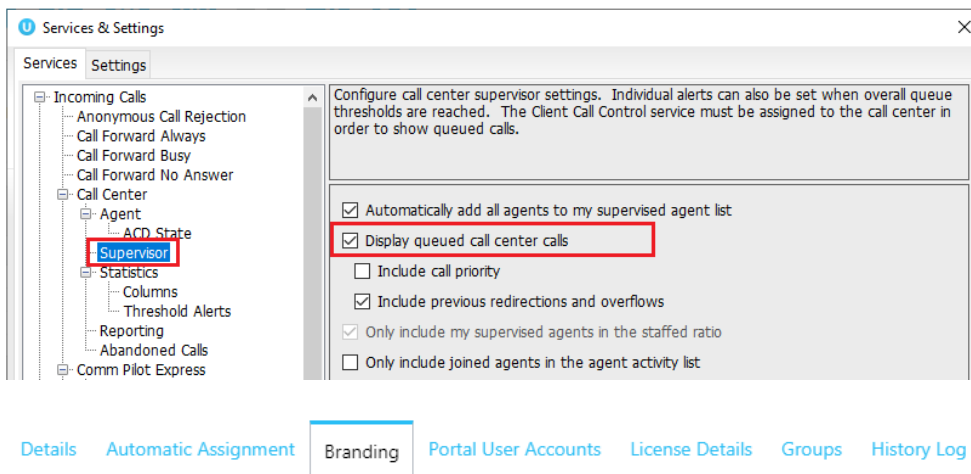 Services & Settings
Services Settings
Incoming Calls
Anonymous Call Rejection
Call Forward Always
Call Forward Busy
Call Forward No Answer
Call Center
Agent
ACD State
Supervisor
Statistics
Columns
Threshold Alerts
Reporting
Abandoned Calls
Comm Pilot Express
Configure call center supervisor settings. Individual alerts can also be set when overall queue
thresholds are reached. The Client Call Control service must be assigned to the call center in
order to show queued calls.
Automatically add all agents to my supervised agent list
Display queued call center calls
Include call priority
Include previous redirections and overflows
Only include my supervised agents in the staffed ratio
Only include joined agents in the agent activity list
Details Automatic Assignment Branding Portal User Accounts License Details Groups History Log